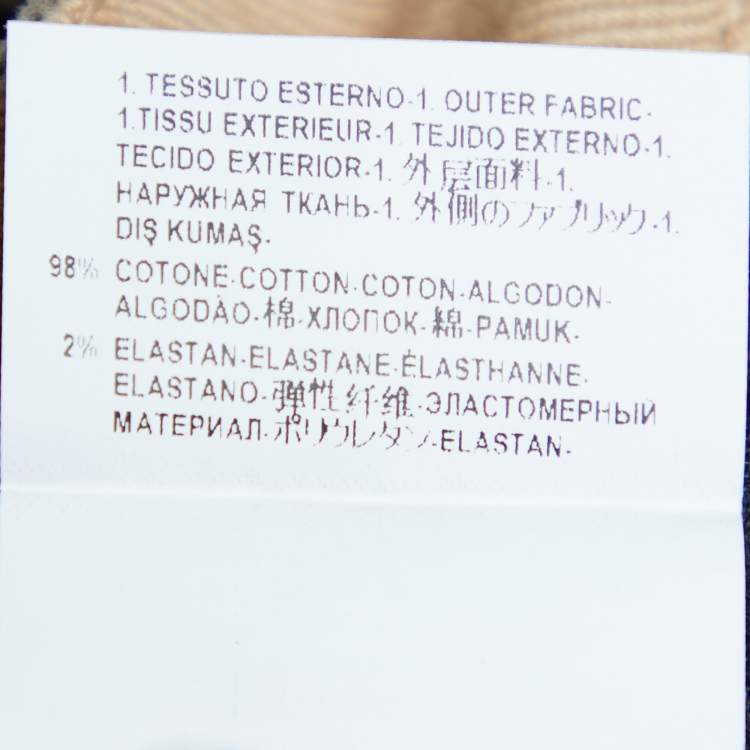 1. TESSUTO ESTERNO-1. OUTER FABRIC-
1.TISSU EXTERIEUR-1 TEJIDO EXTERNO-1.
TECIDO EXTERIOR-1. 外层面料-1.
НАРУЖНАЯ ТКАНЬ-1. 外側のファブリック-1.
DIŞ KUMAŞ-
98% COTONE-COTTON-COTON-ALGODON-
ALGODÃO-棉-ХЛОПОК-綿-PAMUK-
2% ELASTAN-ELASTANE-ÉLASTHANNE-
ELASTANO-弹性纤维-ЭЛАСТОМЕРНЫЙ
МАТЕРИАЛ-ポリウレタン-ELASTAN-